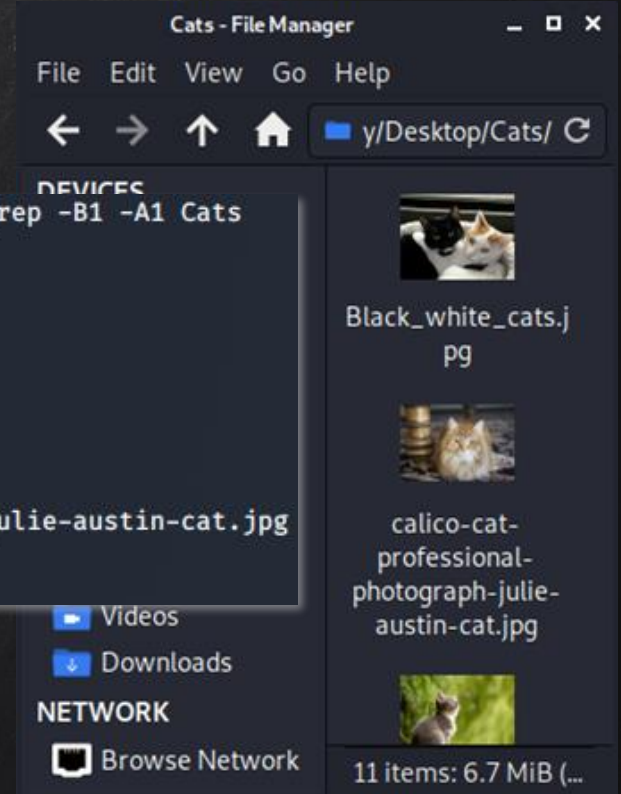 Cats - File Manager
File Edit View Go Help
y/Desktop/Cats/
DEVICES
rep -B1 -A1 Cats
ulie-austin-cat.jpg
Videos
Downloads
NETWORK
Browse Network
Black_white_cats.j
pg
calico-cat-
professional-
photograph-julie-
austin-cat.jpg
11 items: 6.7 MiB (...